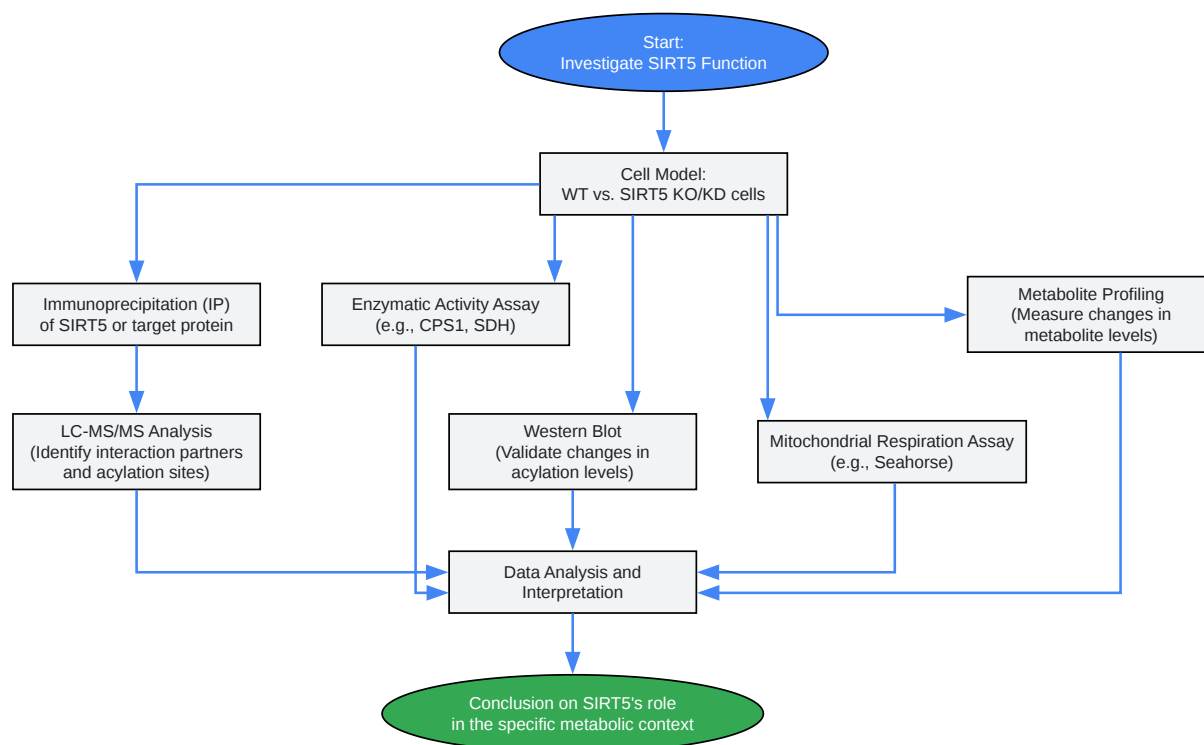 Start:
Investigate SIRT5 Function
Cell Model:
WT vs. SIRT5 KO/KD cells
Immunoprecipitation (IP)
of SIRT5 or target protein
Enzymatic Activity Assay
(e.g., CPS1, SDH)
Metabolite Profiling
(Measure changes in
metabolite levels)
LC-MS/MS Analysis
(Identify interaction partners
and acylation sites)
Western Blot
(Validate changes in
acylation levels)
Mitochondrial Respiration Assay
(e.g., Seahorse)
Data Analysis and
Interpretation
Conclusion on SIRT5's role
in the specific metabolic context